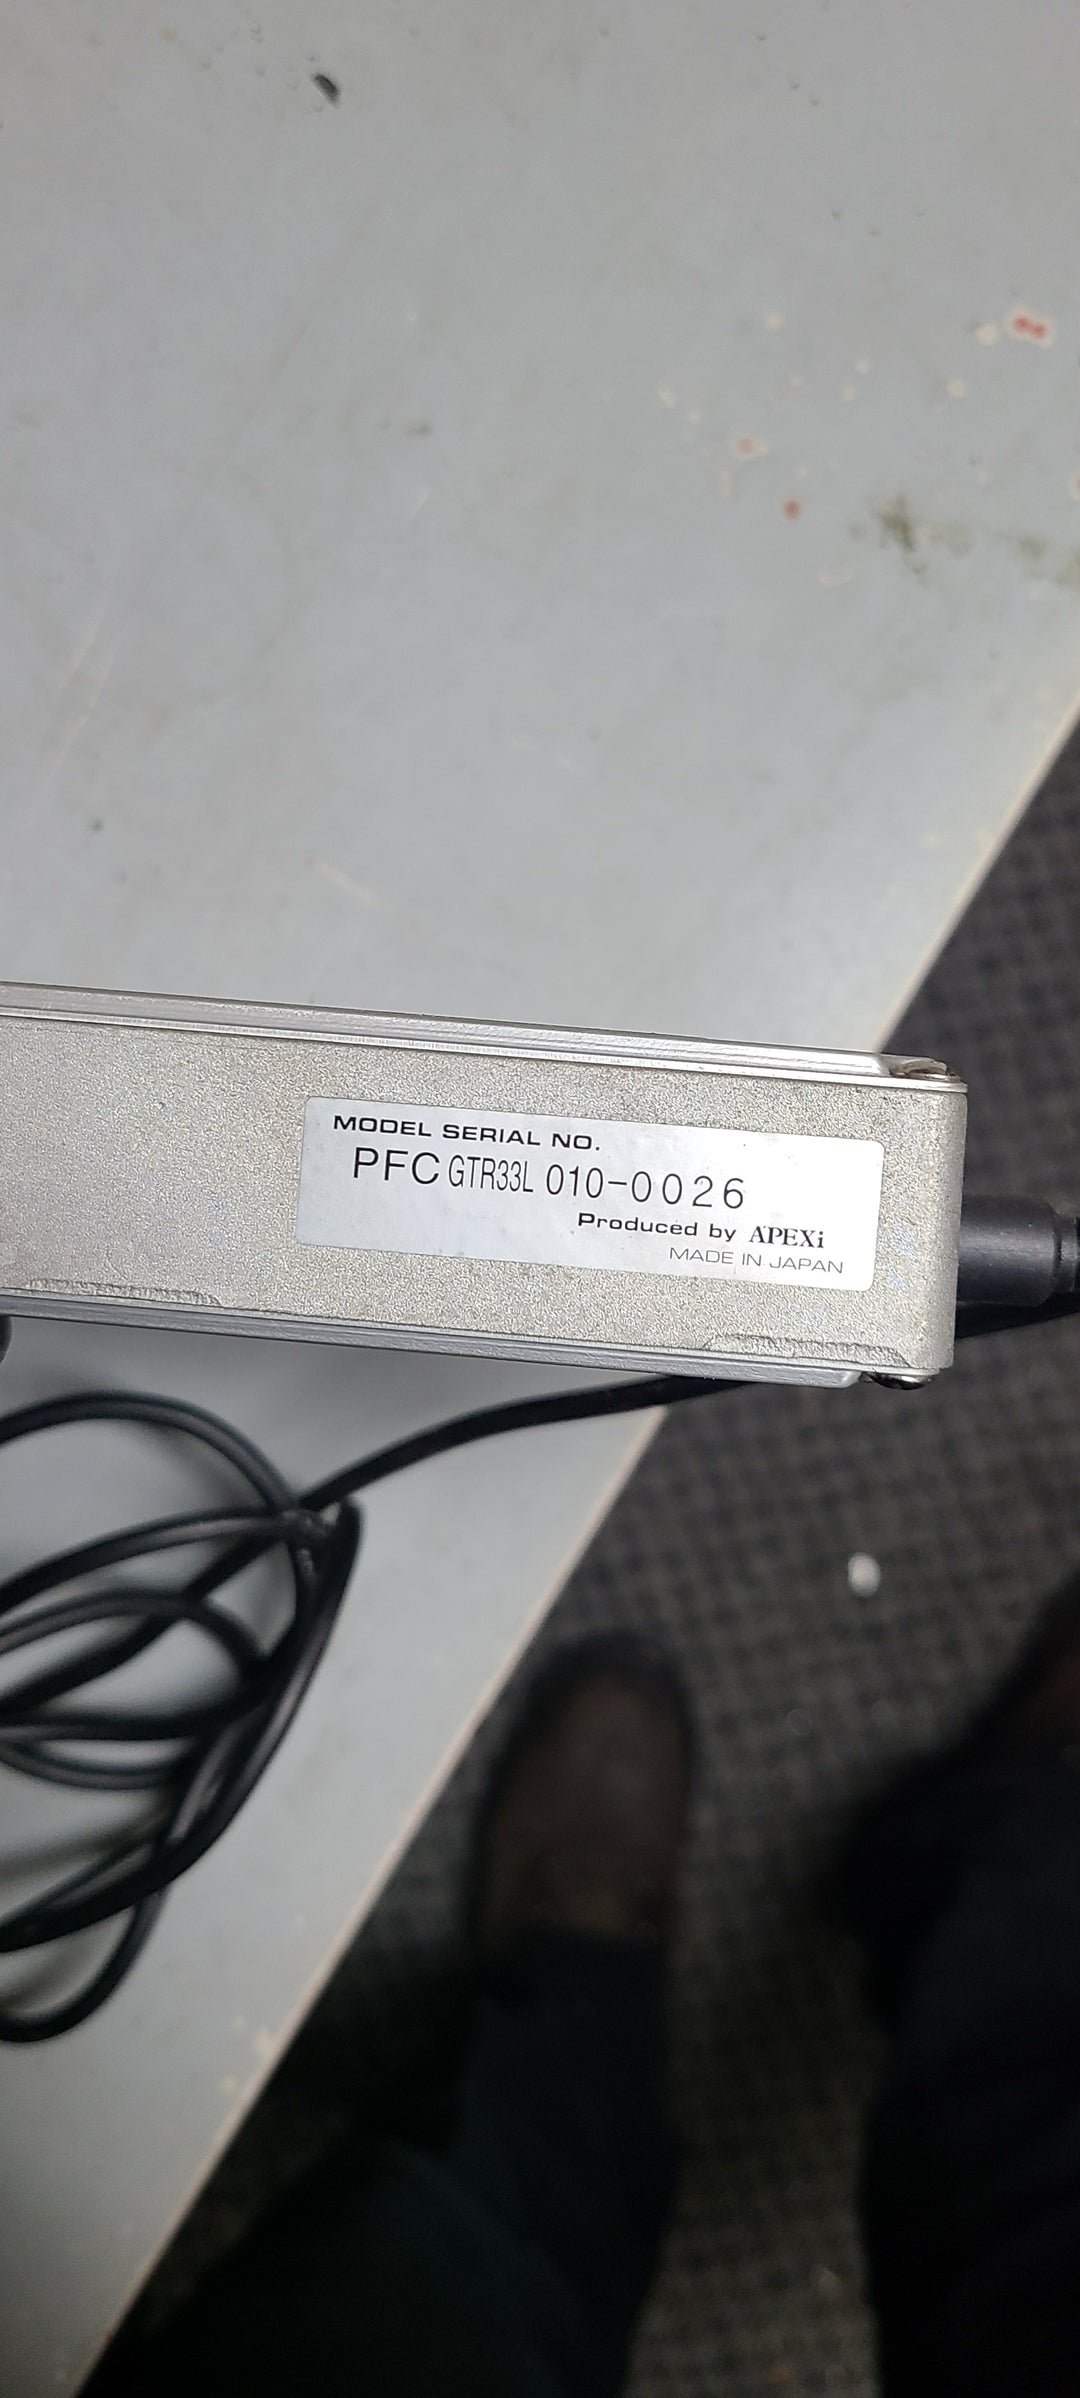 MODEL SERIAL NO.
PFC GTR33L 010-0026
Produced by APEXi
MADE IN JAPAN